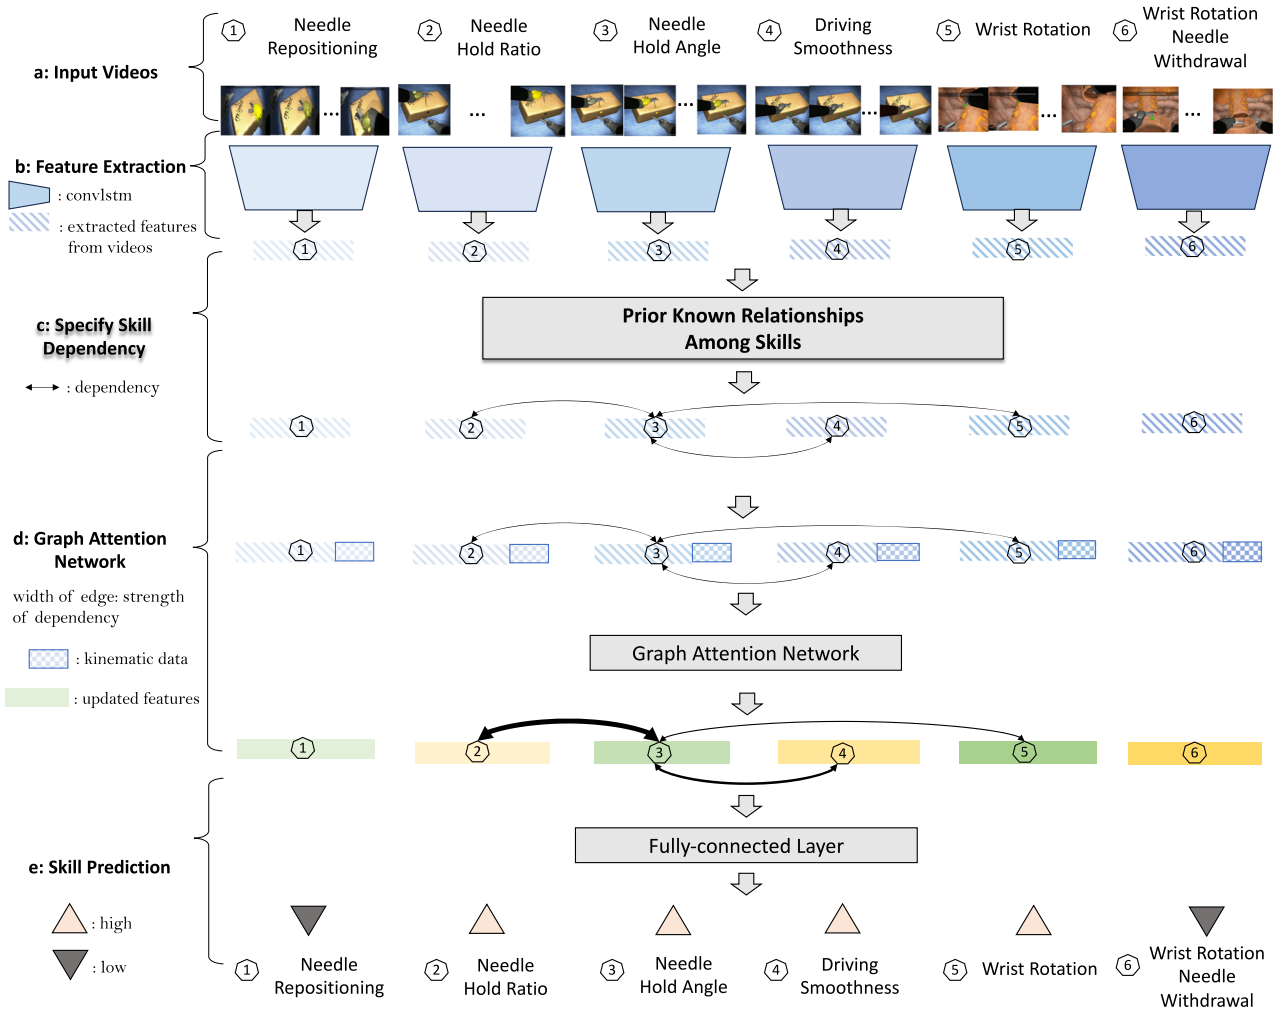 a: Input Videos
1
Needle
Repositioning
2
Needle
Hold Ratio
3
Needle
Hold Angle
4
Driving
Smoothness
5
Wrist Rotation
6
Wrist Rotation
Needle
Withdrawal
...
...
...
...
...
...
b: Feature Extraction
: convlstm
: extracted features
from videos
1
2
3
4
5
6
c: Specify Skill
Dependency
: dependency
Prior Known Relationships
Among Skills
1
2
3
4
5
6
d: Graph Attention
Network
width of edge: strength
of dependency
: kinematic data
: updated features
1
2
3
4
5
6
Graph Attention Network
1
2
3
4
5
6
e: Skill Prediction
: high
: low
Fully-connected Layer
1
Needle
Repositioning
2
Needle
Hold Ratio
3
Needle
Hold Angle
4
Driving
Smoothness
5
Wrist Rotation
6
Wrist Rotation
Needle
Withdrawal